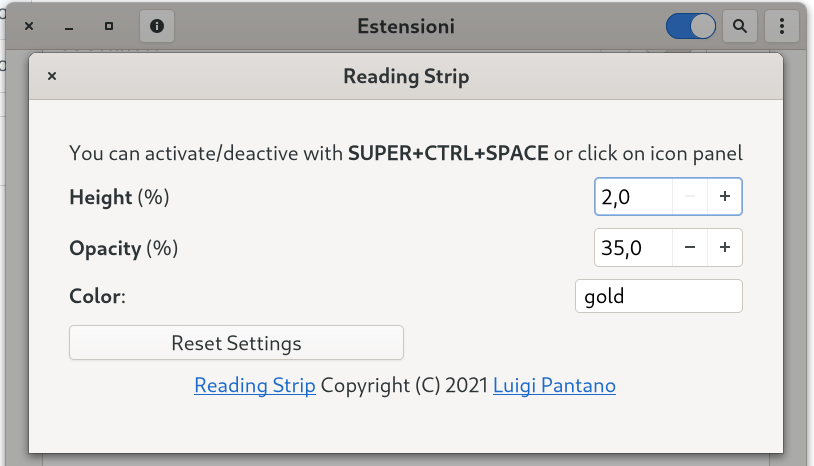 Estensioni
Reading Strip
You can activate/deactive with SUPER+CTRL+SPACE or click on icon panel
Height (%) 2,0 − +
Opacity (%) 35,0 − +
Color: gold
Reset Settings
Reading Strip Copyright (C) 2021 Luigi Pantano